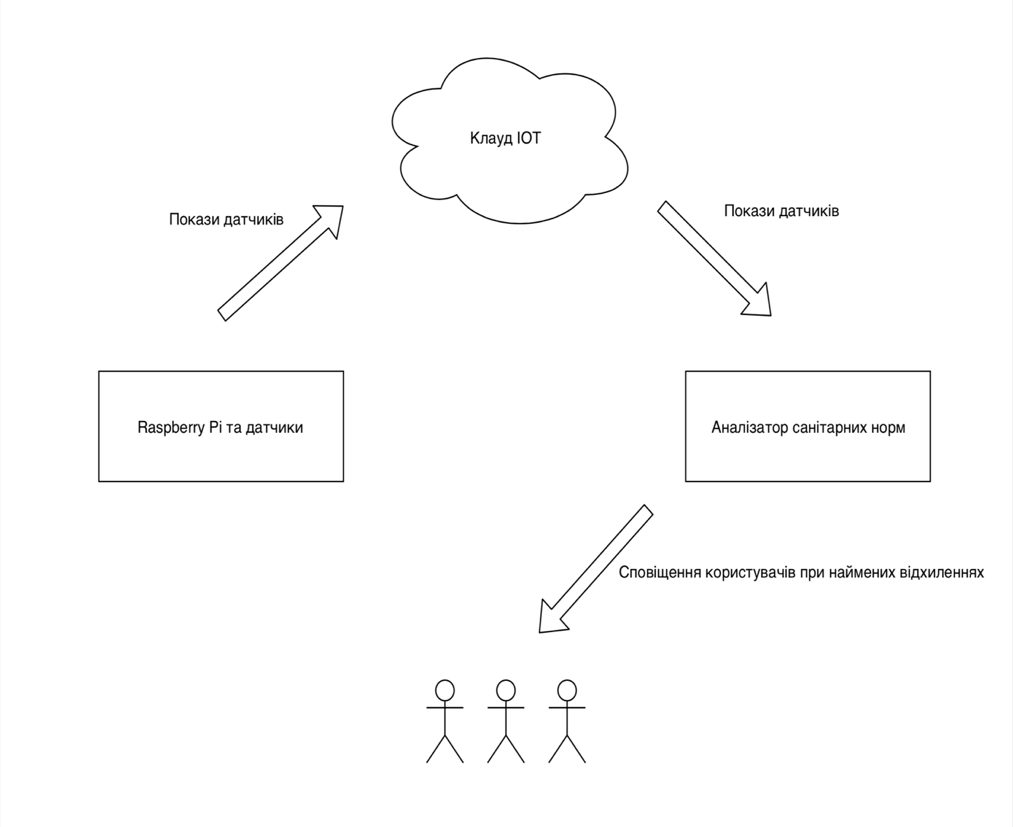 Клауд ІОТ
Покази датчиків
Покази датчиків
Raspberry Pi та датчики
Аналізатор санітарних норм
Сповіщення користувачів при наймених відхиленнях